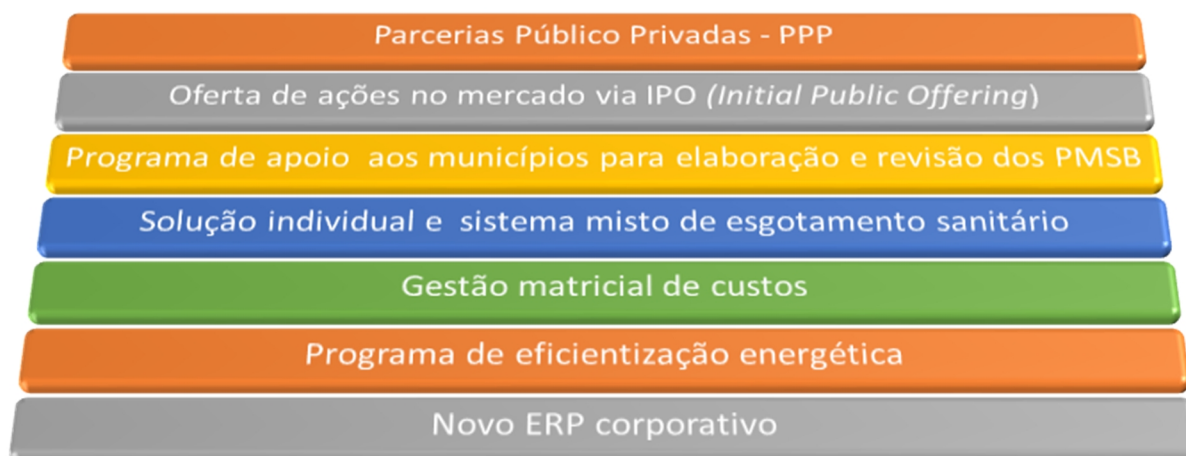 Parcerias Público Privadas - PPP
Oferta de ações no mercado via IPO (Initial Public Offering)
Programa de apoio aos municípios para elaboração e revisão dos PMSB
Solução individual e sistema misto de esgotamento sanitário
Gestão matricial de custos
Programa de eficientização energética
Novo ERP corporativo